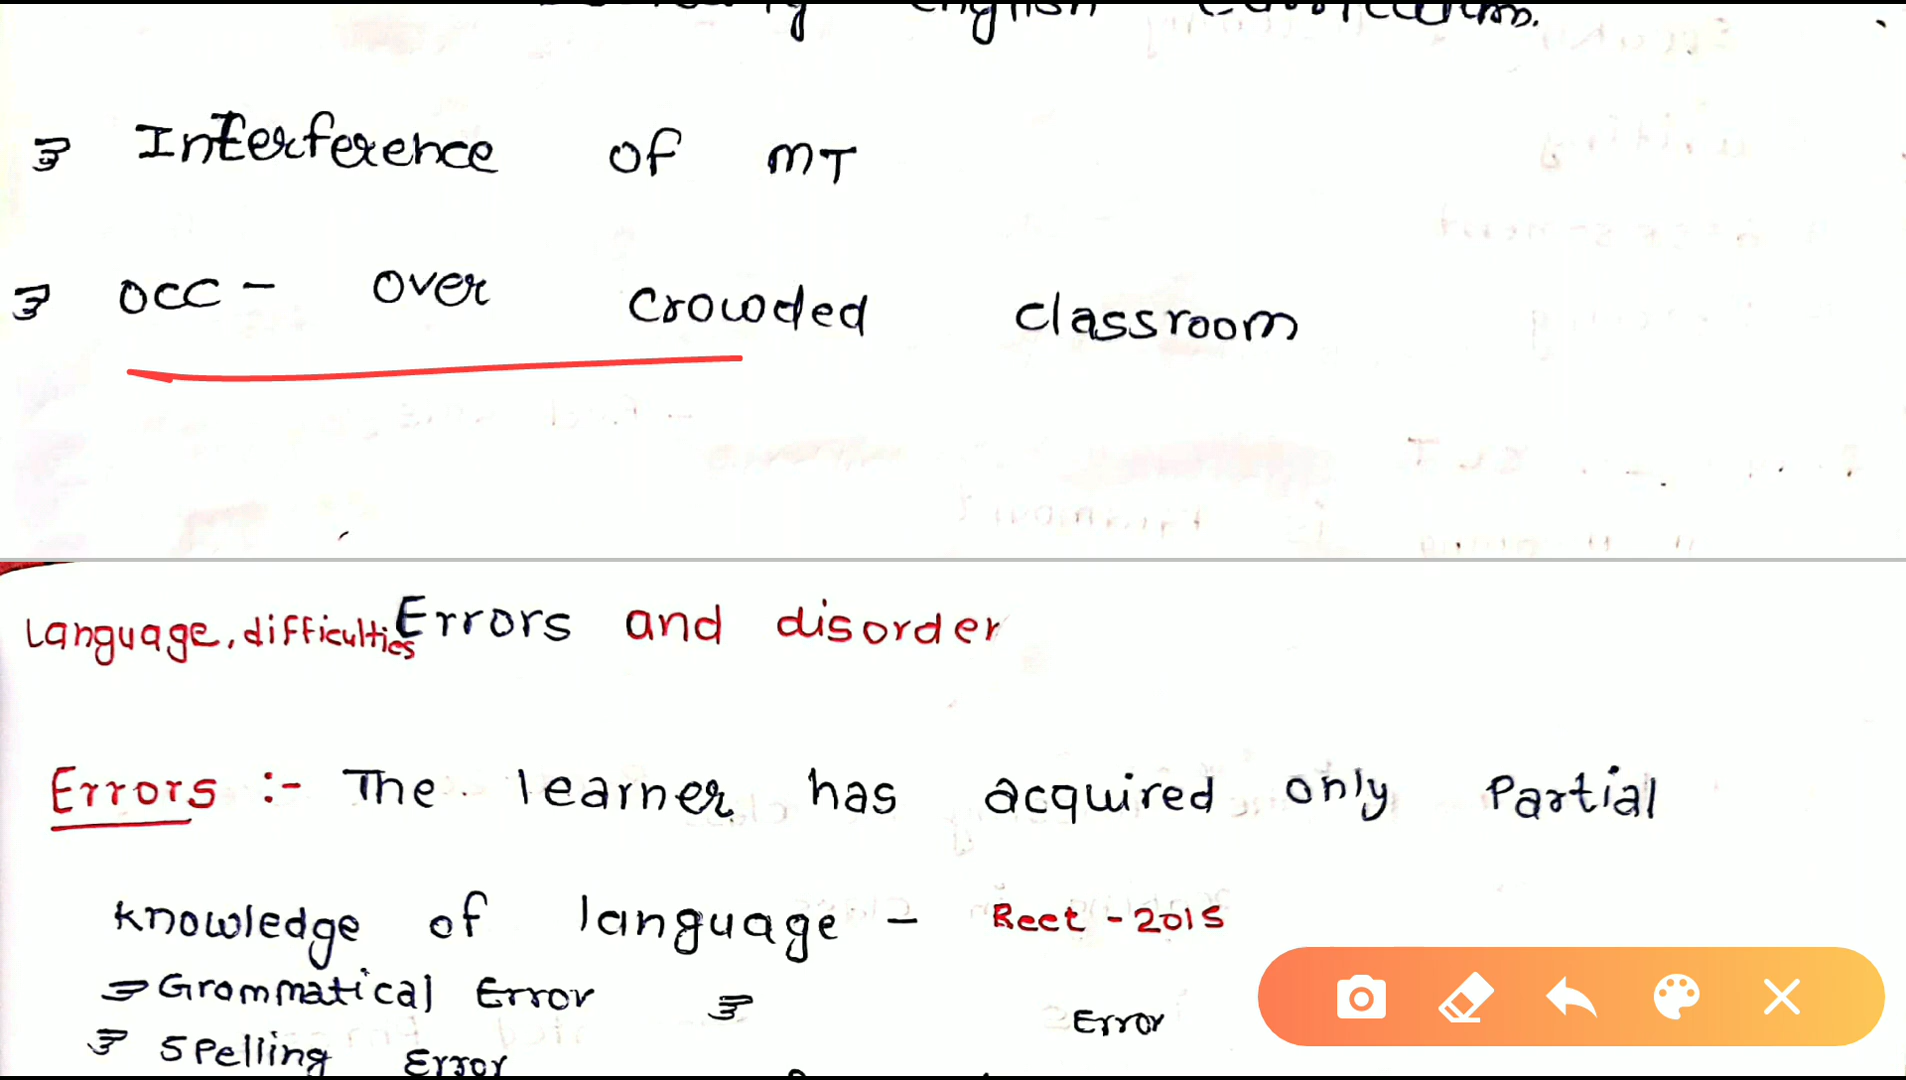 English
Interference of MT
OCC - over crowded classroom
Language, difficulties Errors and disorder
Errors :- The learner has acquired only Partial
knowledge of language - Reet - 2015
Grammatical Error Error
Spelling Error